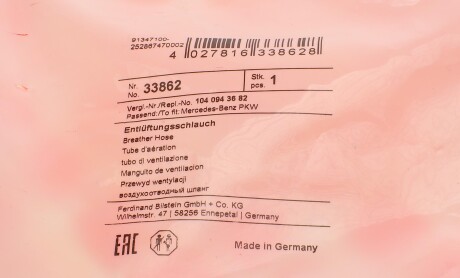 91347100-
252867470002
4 027816 338628
Nr.
No. 33862
Stk.
pcs. 1
Vergl.-Nr./Repl.-No. 104 094 36 82
Passend:/To fit: Mercedes-Benz PKW
Entlüftungsschlauch
Breather Hose
Tube d'aération
tubo di ventilazione
Manguito de ventilación
Przewyd wentylacji
воздухоотводный шланг
Ferdinand Bilstein GmbH + Co. KG
Wilhelmstr. 47 | 58256 Ennepetal | Germany
EAC
Made in Germany